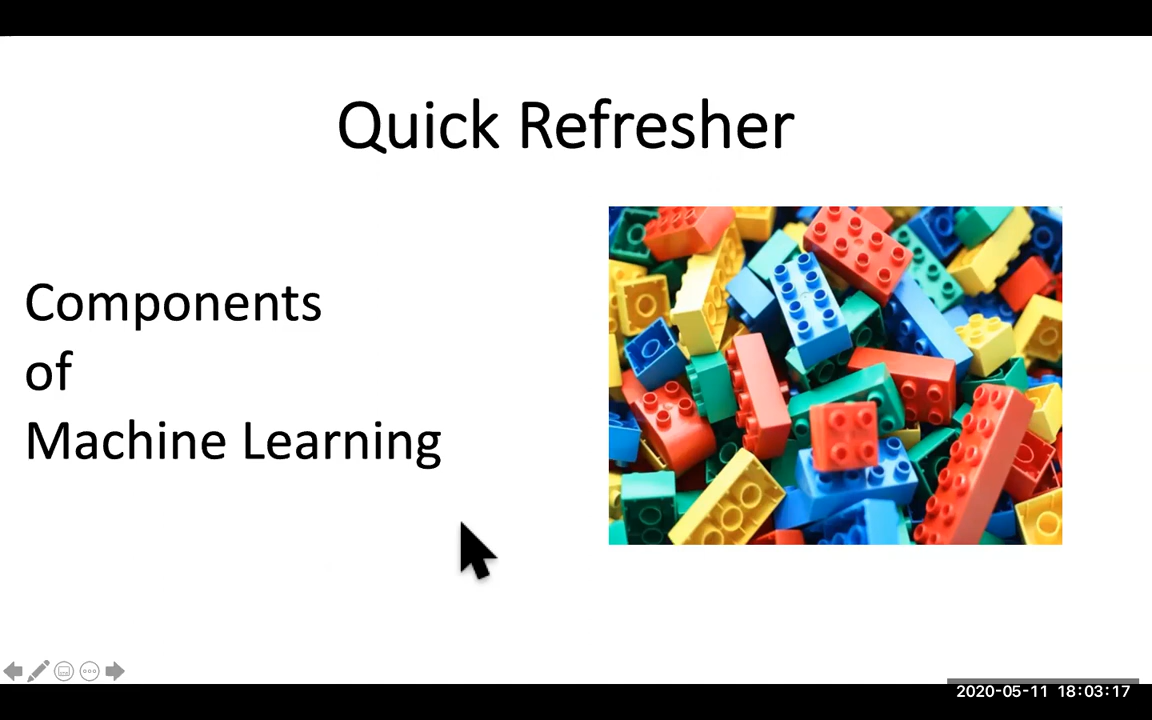 Quick Refresher
Components
of
Machine Learning
2020-05-11 18:03:17